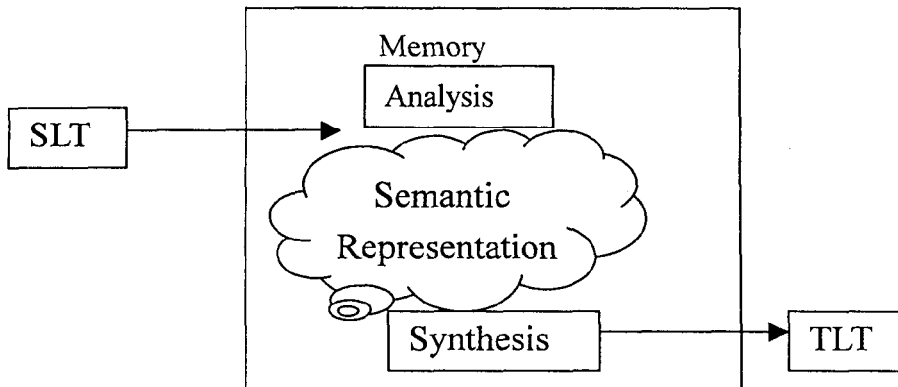 Memory
Analysis
SLT
Semantic
Representation
Synthesis
TLT